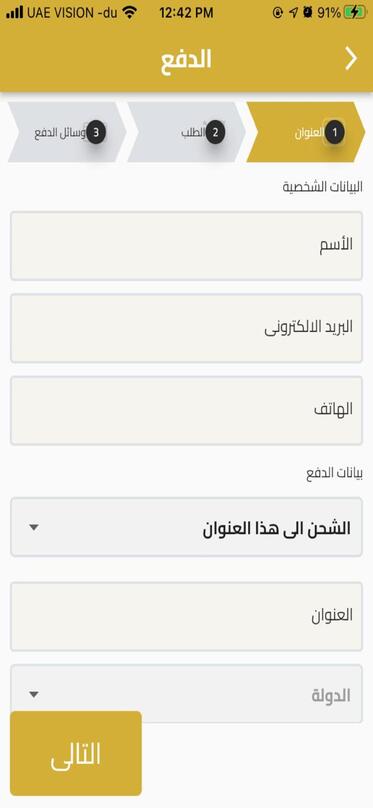 UAE VISION -du 12:42 PM 91%
الدفع
1 العنوان
2 الطلب
3 وسائل الدفع
البيانات الشخصية
الأسم
البريد الالكترونى
الهاتف
بيانات الدفع
الشحن الى هذا العنوان
العنوان
الدولة
التالى